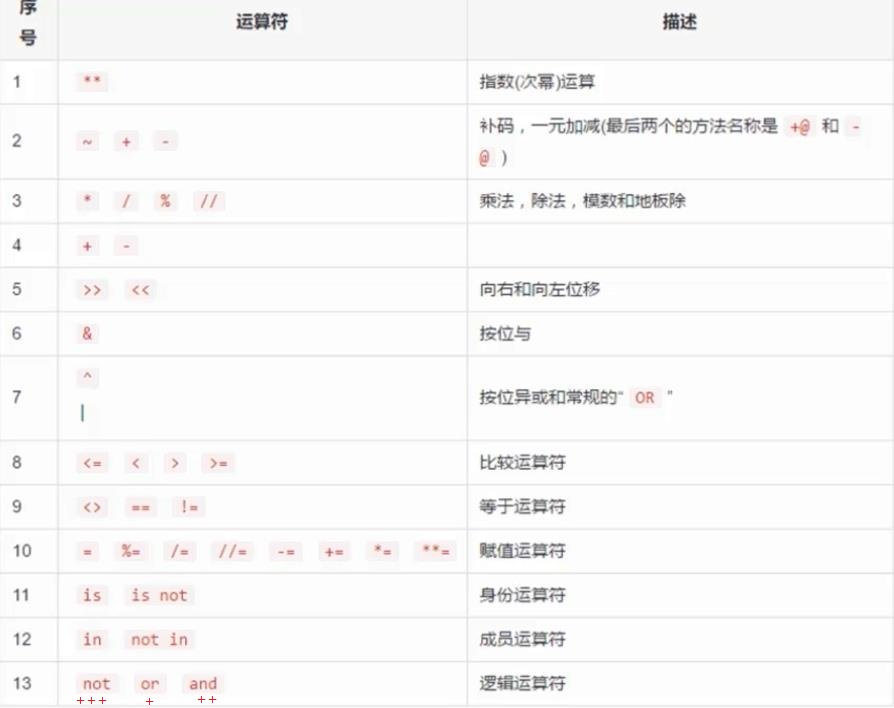 序号 运算符 描述
1 ** 指数(次幂)运算
2 ~ + - 补码，一元加减(最后两个的方法名称是 +@ 和 -
@ )
3 * / % // 乘法，除法，模数和地板除
4 + -
5 >> << 向右和向左位移
6 & 按位与
^
7 按位异或和常规的“ OR ”
|
8 <= < > >= 比较运算符
9 <> == != 等于运算符
10 = %= /= //= -= += *= **= 赋值运算符
11 is is not 身份运算符
12 in not in 成员运算符
13 not or and 逻辑运算符
+++ + ++